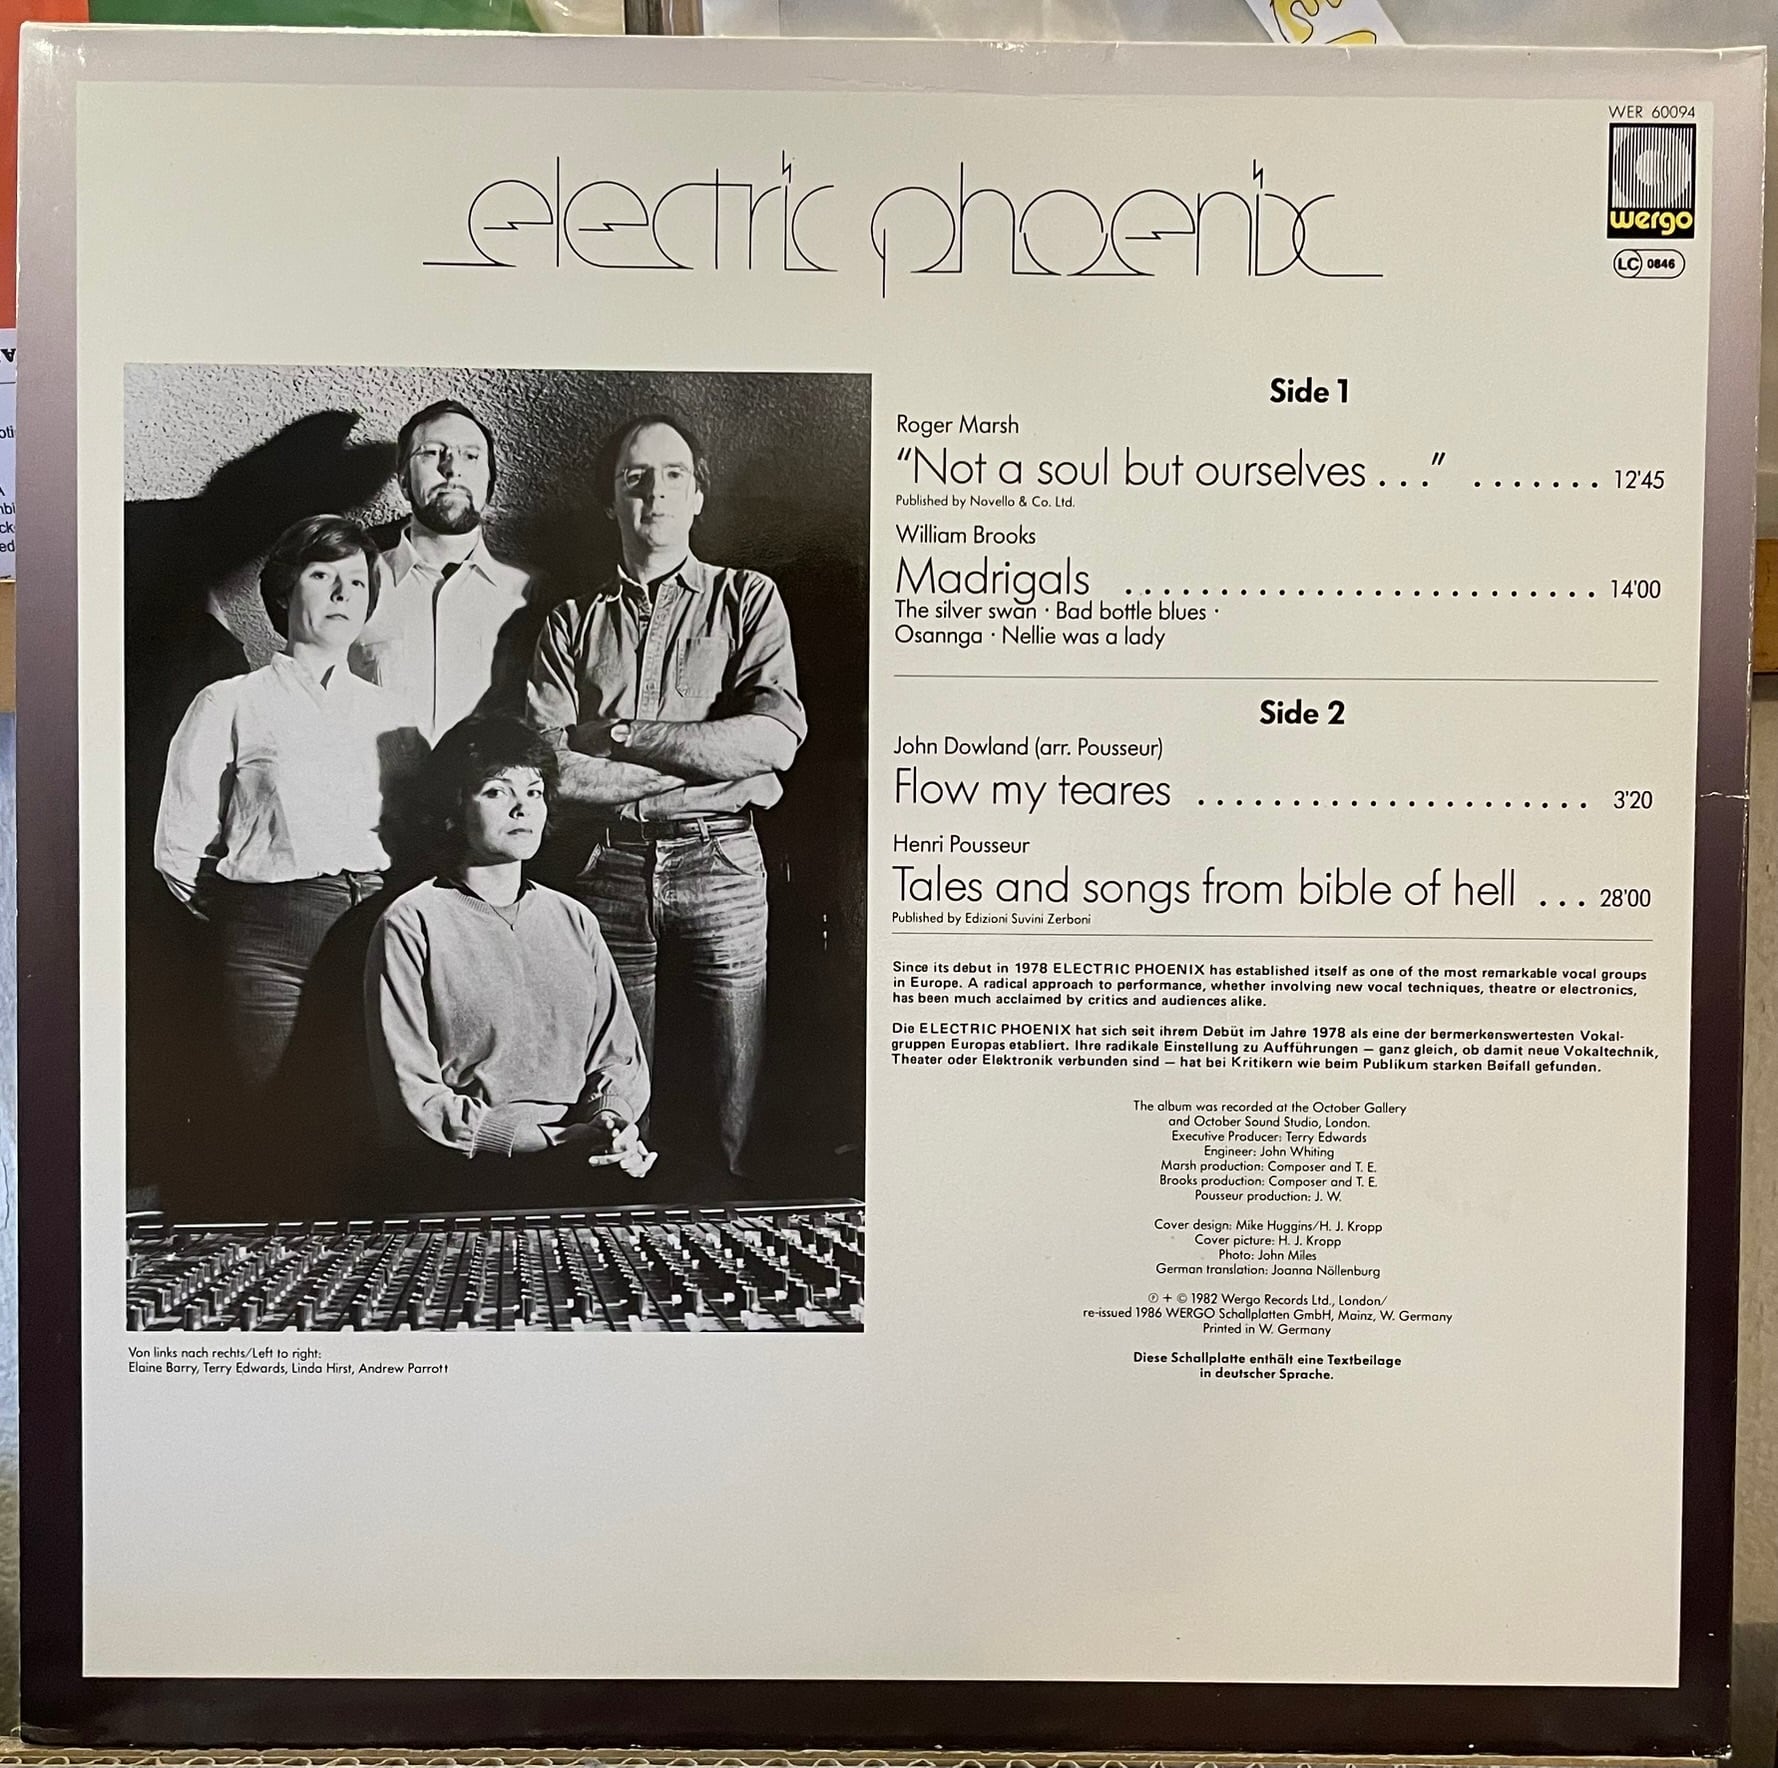 WER 60094
wergo
LC 0846
electric phoenix
Side 1
Roger Marsh
“Not a soul but ourselves . . .” . . . . . . . 12'45
Published by Novello & Co. Ltd.
William Brooks
Madrigals . . . . . . . . . . . . . . . . . . . . . . . . . . 14'00
The silver swan · Bad bottle blues ·
Osannga · Nellie was a lady
Side 2
John Dowland (arr. Pousseur)
Flow my teares . . . . . . . . . . . . . . . . . . . . . 3'20
Henri Pousseur
Tales and songs from bible of hell . . . 28'00
Published by Edizioni Suvini Zerboni
Since its debut in 1978 ELECTRIC PHOENIX has established itself as one of the most remarkable vocal groups
in Europe. A radical approach to performance, whether involving new vocal techniques, theatre or electronics,
has been much acclaimed by critics and audiences alike.
Die ELECTRIC PHOENIX hat sich seit ihrem Debüt im Jahre 1978 als eine der bermerkenswertesten Vokal-
gruppen Europas etabliert. Ihre radikale Einstellung zu Aufführungen — ganz gleich, ob damit neue Vokaltechnik,
Theater oder Elektronik verbunden sind — hat bei Kritikern wie beim Publikum starken Beifall gefunden.
The album was recorded at the October Gallery
and October Sound Studio, London.
Executive Producer: Terry Edwards
Engineer: John Whiting
Marsh production: Composer and T. E.
Brooks production: Composer and T. E.
Pousseur production: J. W.
Cover design: Mike Huggins/H. J. Kropp
Cover picture: H. J. Kropp
Photo: John Miles
German translation: Joanna Nöllenburg
℗ + © 1982 Wergo Records Ltd., London/
re-issued 1986 WERGO Schallplatten GmbH, Mainz, W. Germany
Printed in W. Germany
Diese Schallplatte enthält eine Textbeilage
in deutscher Sprache.
Von links nach rechts/Left to right:
Elaine Barry, Terry Edwards, Linda Hirst, Andrew Parrott